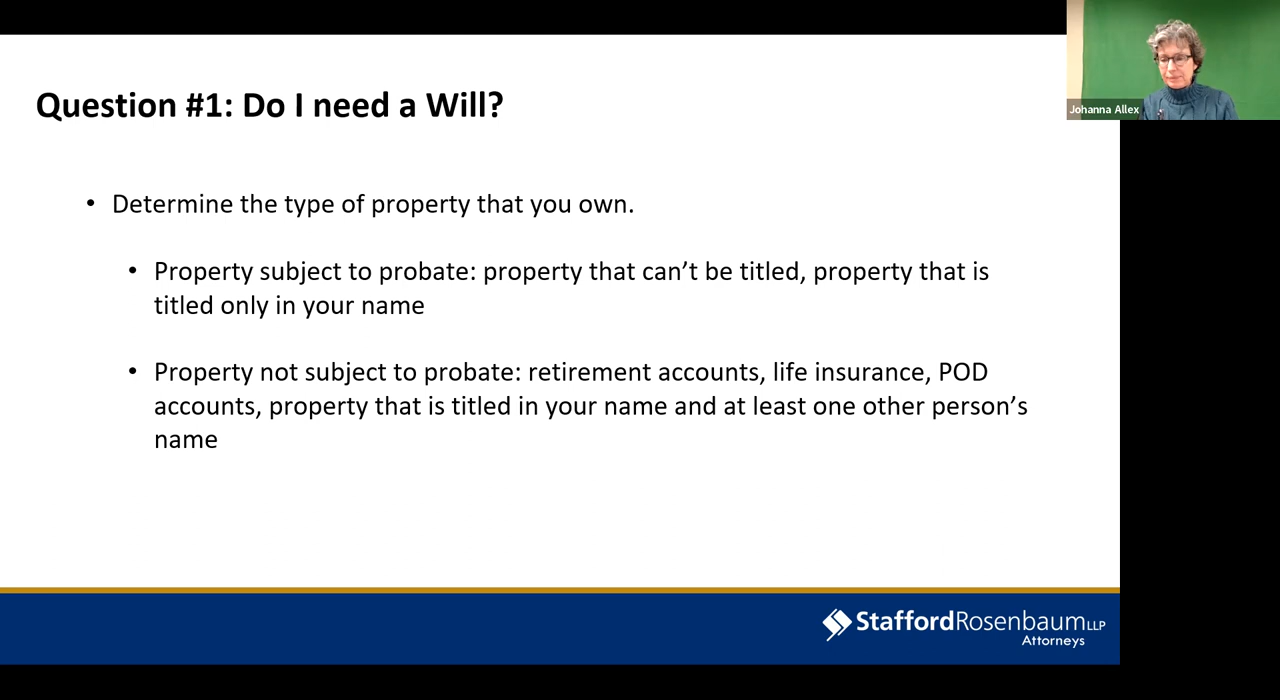 Question #1: Do I need a Will?
Johanna Allex
• Determine the type of property that you own.
• Property subject to probate: property that can’t be titled, property that is
titled only in your name
• Property not subject to probate: retirement accounts, life insurance, POD
accounts, property that is titled in your name and at least one other person’s
name
StaffordRosenbaum LLP
Attorneys